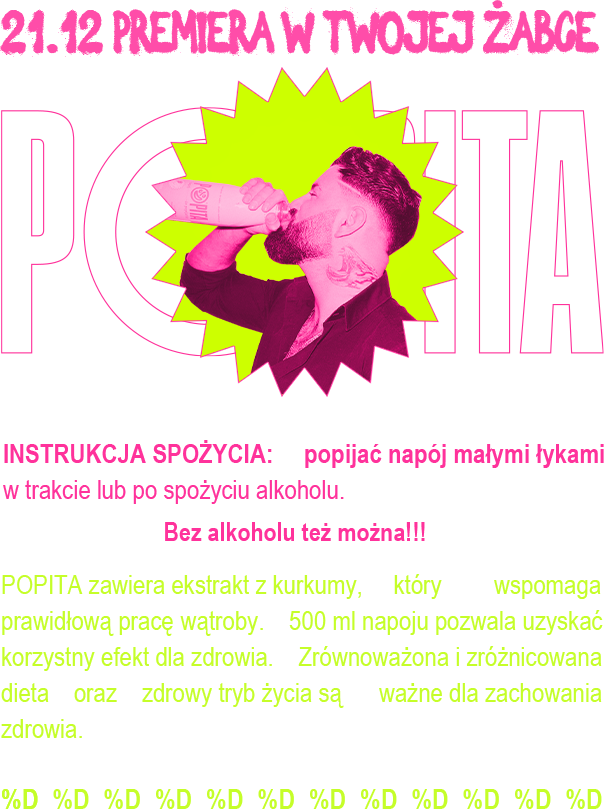 21.12 PREMIERA W TWOJEJ ŻABCE
POPITA
POPITA
INSTRUKCJA SPOŻYCIA: popijać napój małymi łykami
w trakcie lub po spożyciu alkoholu.
Bez alkoholu też można!!!
POPITA zawiera ekstrakt z kurkumy, który wspomaga
prawidłową pracę wątroby. 500 ml napoju pozwala uzyskać
korzystny efekt dla zdrowia. Zrównoważona i zróżnicowana
dieta oraz zdrowy tryb życia są ważne dla zachowania
zdrowia.
%D %D %D %D %D %D %D %D %D %D %D %D